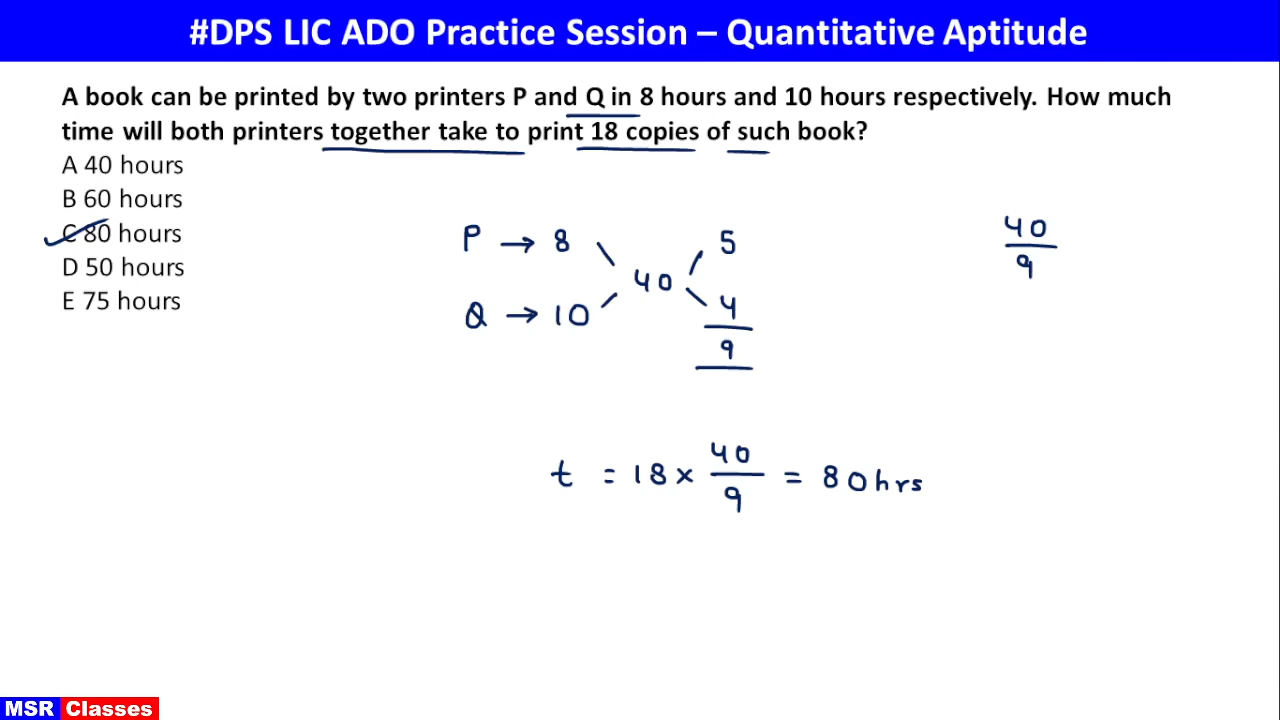 #DPS LIC ADO Practice Session – Quantitative Aptitude
A book can be printed by two printers P and Q in 8 hours and 10 hours respectively. How much
time will both printers together take to print 18 copies of such book?
A 40 hours
B 60 hours
C 80 hours
D 50 hours
E 75 hours
P → 8
Q → 10
40
5
4
9
40
9
t = 18 × 40/9 = 80hrs
MSR Classes